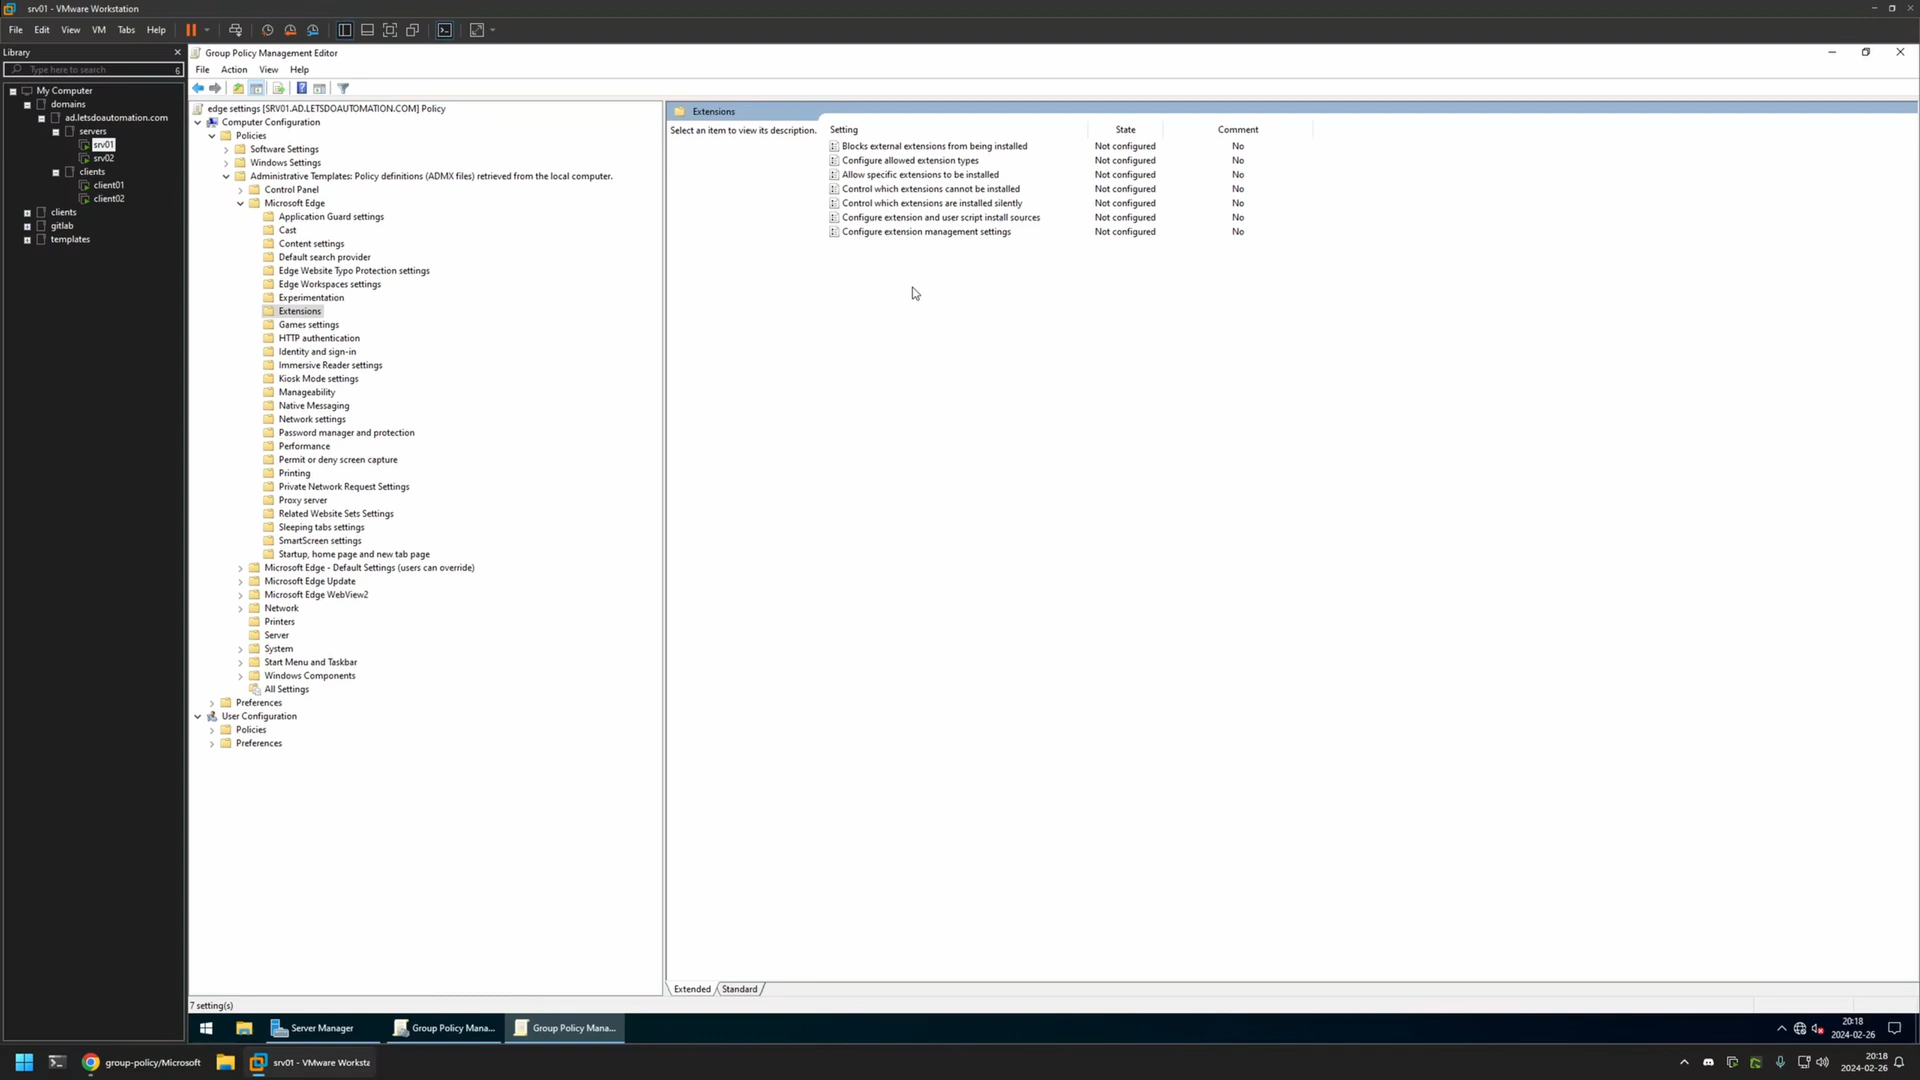 srv01 - VMware Workstation
File Edit View VM Tabs Help
Library
Type here to search
My Computer
domains
ad.letsdoautomation.com
servers
srv01
srv02
clients
client01
client02
clients
gitlab
templates
Group Policy Management Editor
File Action View Help
edge settings [SRV01.AD.LETSDOAUTOMATION.COM] Policy
Computer Configuration
Policies
Software Settings
Windows Settings
Administrative Templates: Policy definitions (ADMX files) retrieved from the local computer.
Control Panel
Microsoft Edge
Application Guard settings
Cast
Content settings
Default search provider
Edge Website Typo Protection settings
Edge Workspaces settings
Experimentation
Extensions
Games settings
HTTP authentication
Identity and sign-in
Immersive Reader settings
Kiosk Mode settings
Manageability
Native Messaging
Network settings
Password manager and protection
Performance
Permit or deny screen capture
Printing
Private Network Request Settings
Proxy server
Related Website Sets Settings
Sleeping tabs settings
SmartScreen settings
Startup, home page and new tab page
Microsoft Edge - Default Settings (users can override)
Microsoft Edge Update
Microsoft Edge WebView2
Network
Printers
Server
System
Start Menu and Taskbar
Windows Components
All Settings
Preferences
User Configuration
Policies
Preferences
Extensions
Select an item to view its description.
Setting State Comment
Blocks external extensions from being installed Not configured No
Configure allowed extension types Not configured No
Allow specific extensions to be installed Not configured No
Control which extensions cannot be installed Not configured No
Control which extensions are installed silently Not configured No
Configure extension and user script install sources Not configured No
Configure extension management settings Not configured No
Extended Standard
7 setting(s)
Server Manager Group Policy Mana... Group Policy Mana...
20:18
2024-02-26
group-policy/Microsoft srv01 - VMware Worksta
20:18
2024-02-26